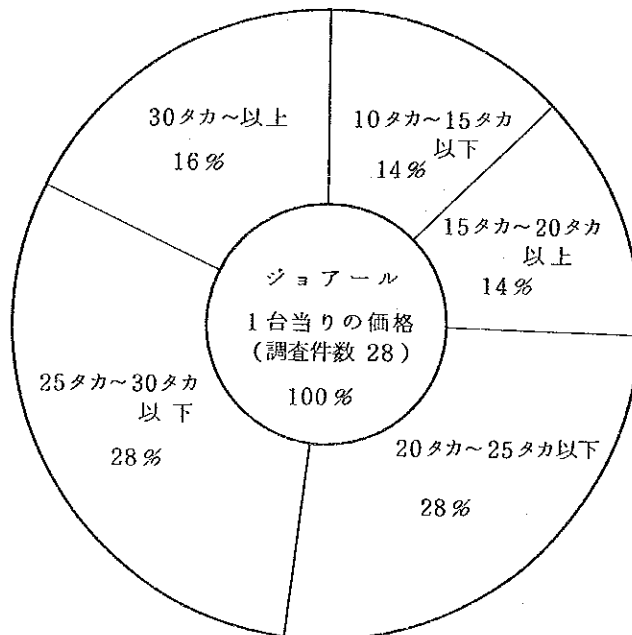 30タカ～以上
16%
10タカ～15タカ
以下
14%
15タカ～20タカ
以上
14%
ジョアール
1台当りの価格
(調査件数 28)
100%
25タカ～30タカ
以下
28%
20タカ～25タカ以下
28%